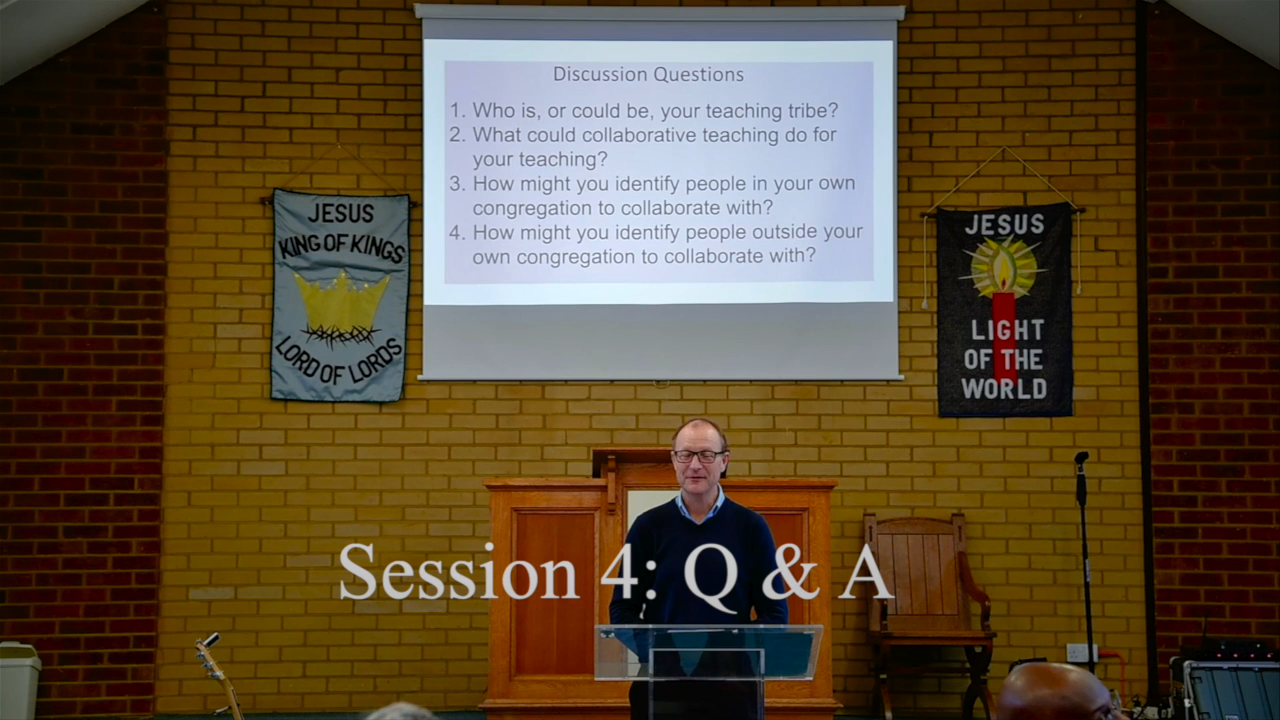 Discussion Questions
1. Who is, or could be, your teaching tribe?
2. What could collaborative teaching do for
your teaching?
3. How might you identify people in your own
congregation to collaborate with?
4. How might you identify people outside your
own congregation to collaborate with?
JESUS
KING OF KINGS
LORD OF LORDS
JESUS
LIGHT
OF THE
WORLD
Session 4: Q & A